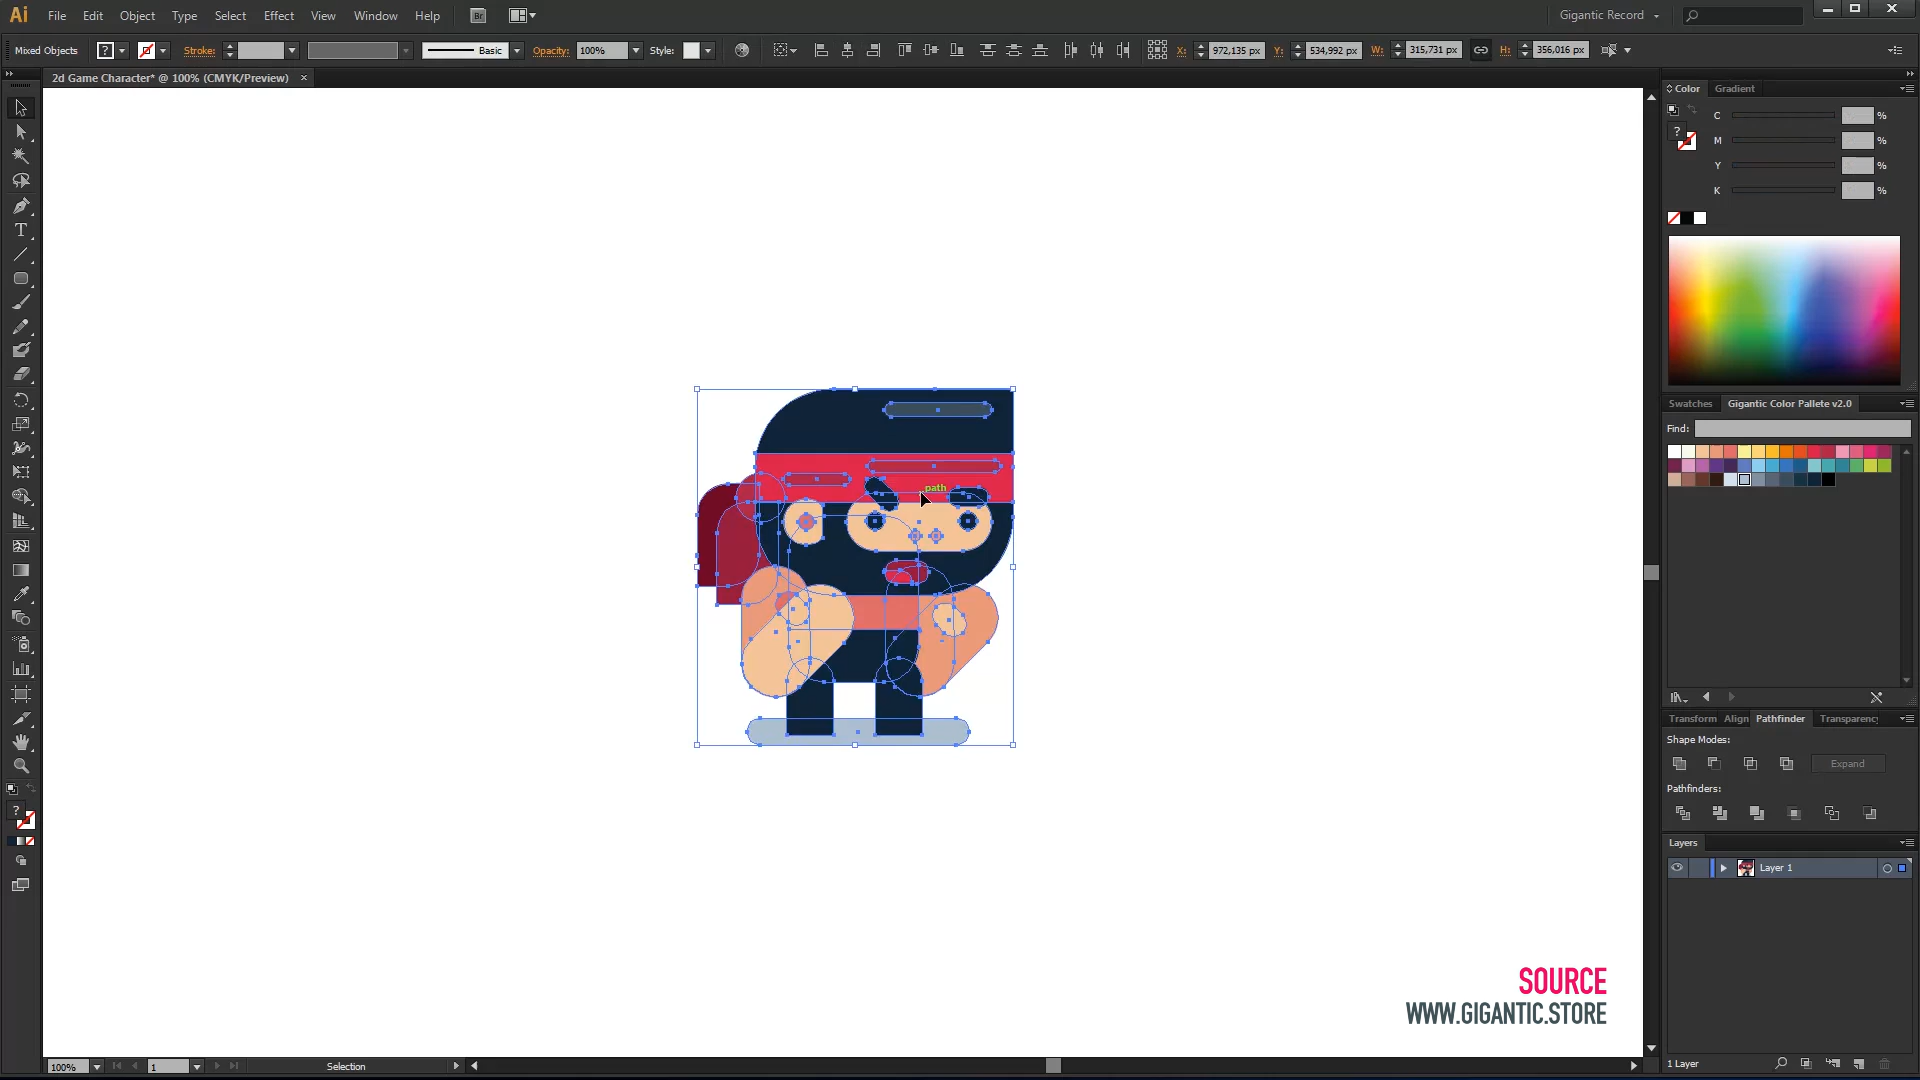 Ai File Edit Object Type Select Effect View Window Help Br Gigantic Record
Mixed Objects ? Stroke: Basic Opacity: 100% Style: X: 972,135 px Y: 534,992 px W: 315,731 px H: 356,016 px
2d Game Character* @ 100% (CMYK/Preview) ×
Color Gradient
C %
M %
Y %
K %
Swatches Gigantic Color Pallete v2.0
Find:
path
Transform Align Pathfinder Transparency
Shape Modes:
Expand
Pathfinders:
Layers
Layer 1
SOURCE
WWW.GIGANTIC.STORE
100% 1 Selection
1 Layer